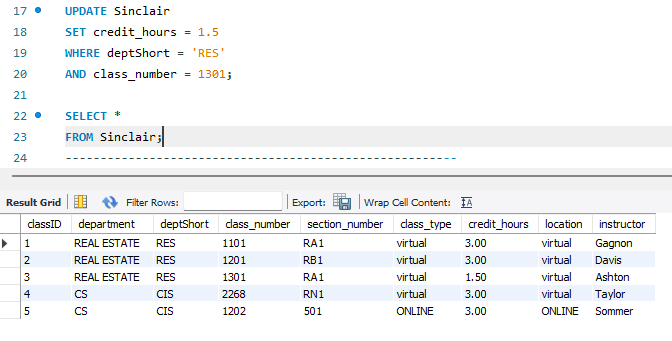 17 UPDATE Sinclair
18 SET credit_hours = 1.5
19 WHERE deptShort = 'RES'
20 AND class_number = 1301;
21
22 SELECT *
23 FROM Sinclair;
24 --------------------------------------------------------
Result Grid Filter Rows: Export: Wrap Cell Content:
classID department deptShort class_number section_number class_type credit_hours location instructor
1 REAL ESTATE RES 1101 RA1 virtual 3.00 virtual Gagnon
2 REAL ESTATE RES 1201 RB1 virtual 3.00 virtual Davis
3 REAL ESTATE RES 1301 RA1 virtual 1.50 virtual Ashton
4 CS CIS 2268 RN1 virtual 3.00 virtual Taylor
5 CS CIS 1202 501 ONLINE 3.00 ONLINE Sommer